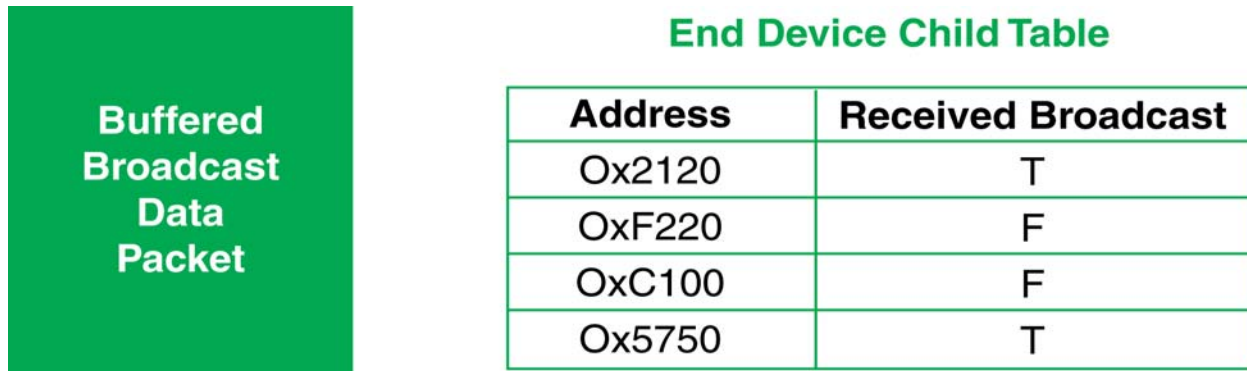 Buffered
Broadcast
Data
Packet
End Device Child Table
Address Received Broadcast
Ox2120 T
OxF220 F
OxC100 F
Ox5750 T